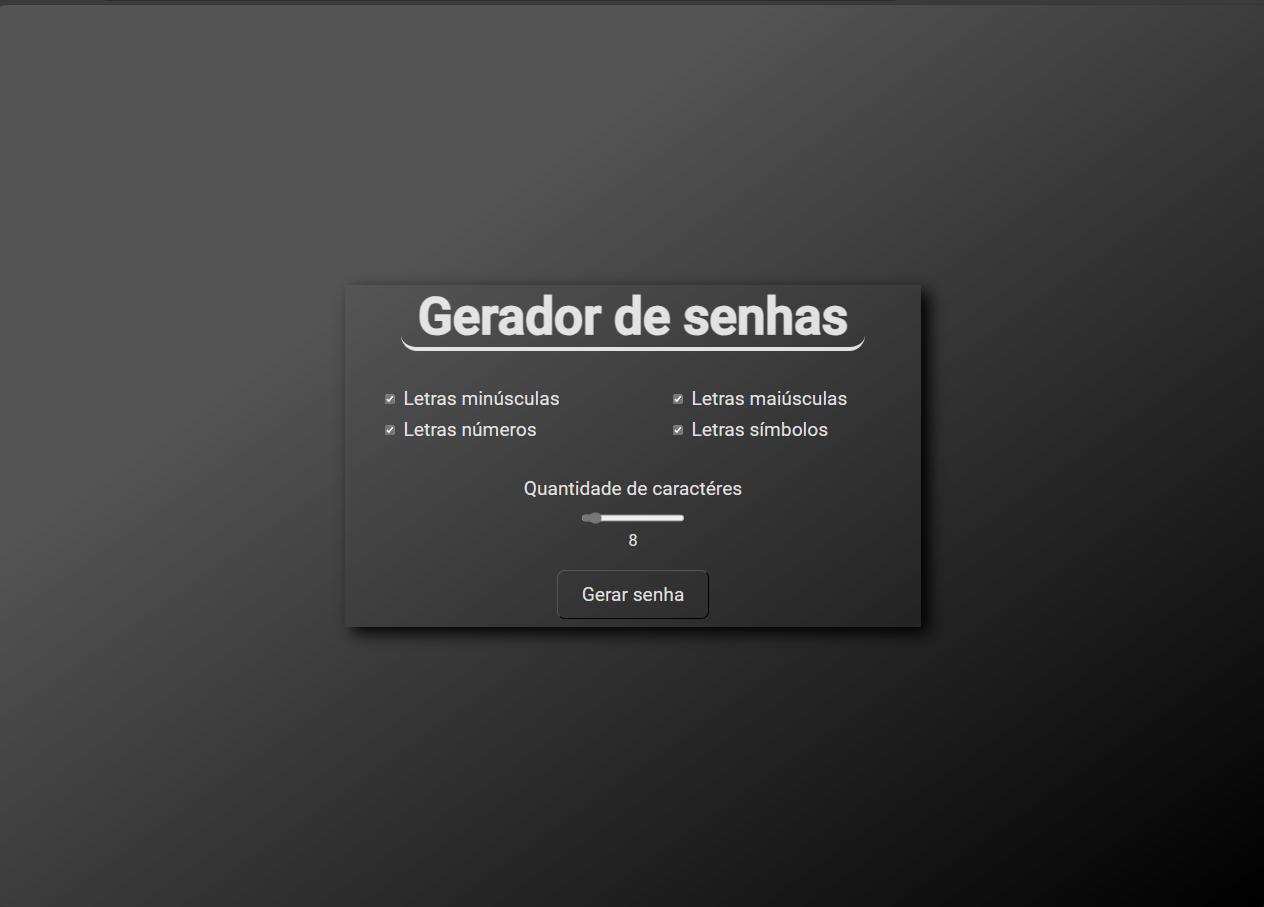 Gerador de senhas
Letras minúsculas
Letras maiúsculas
Letras números
Letras símbolos
Quantidade de caractéres
8
Gerar senha